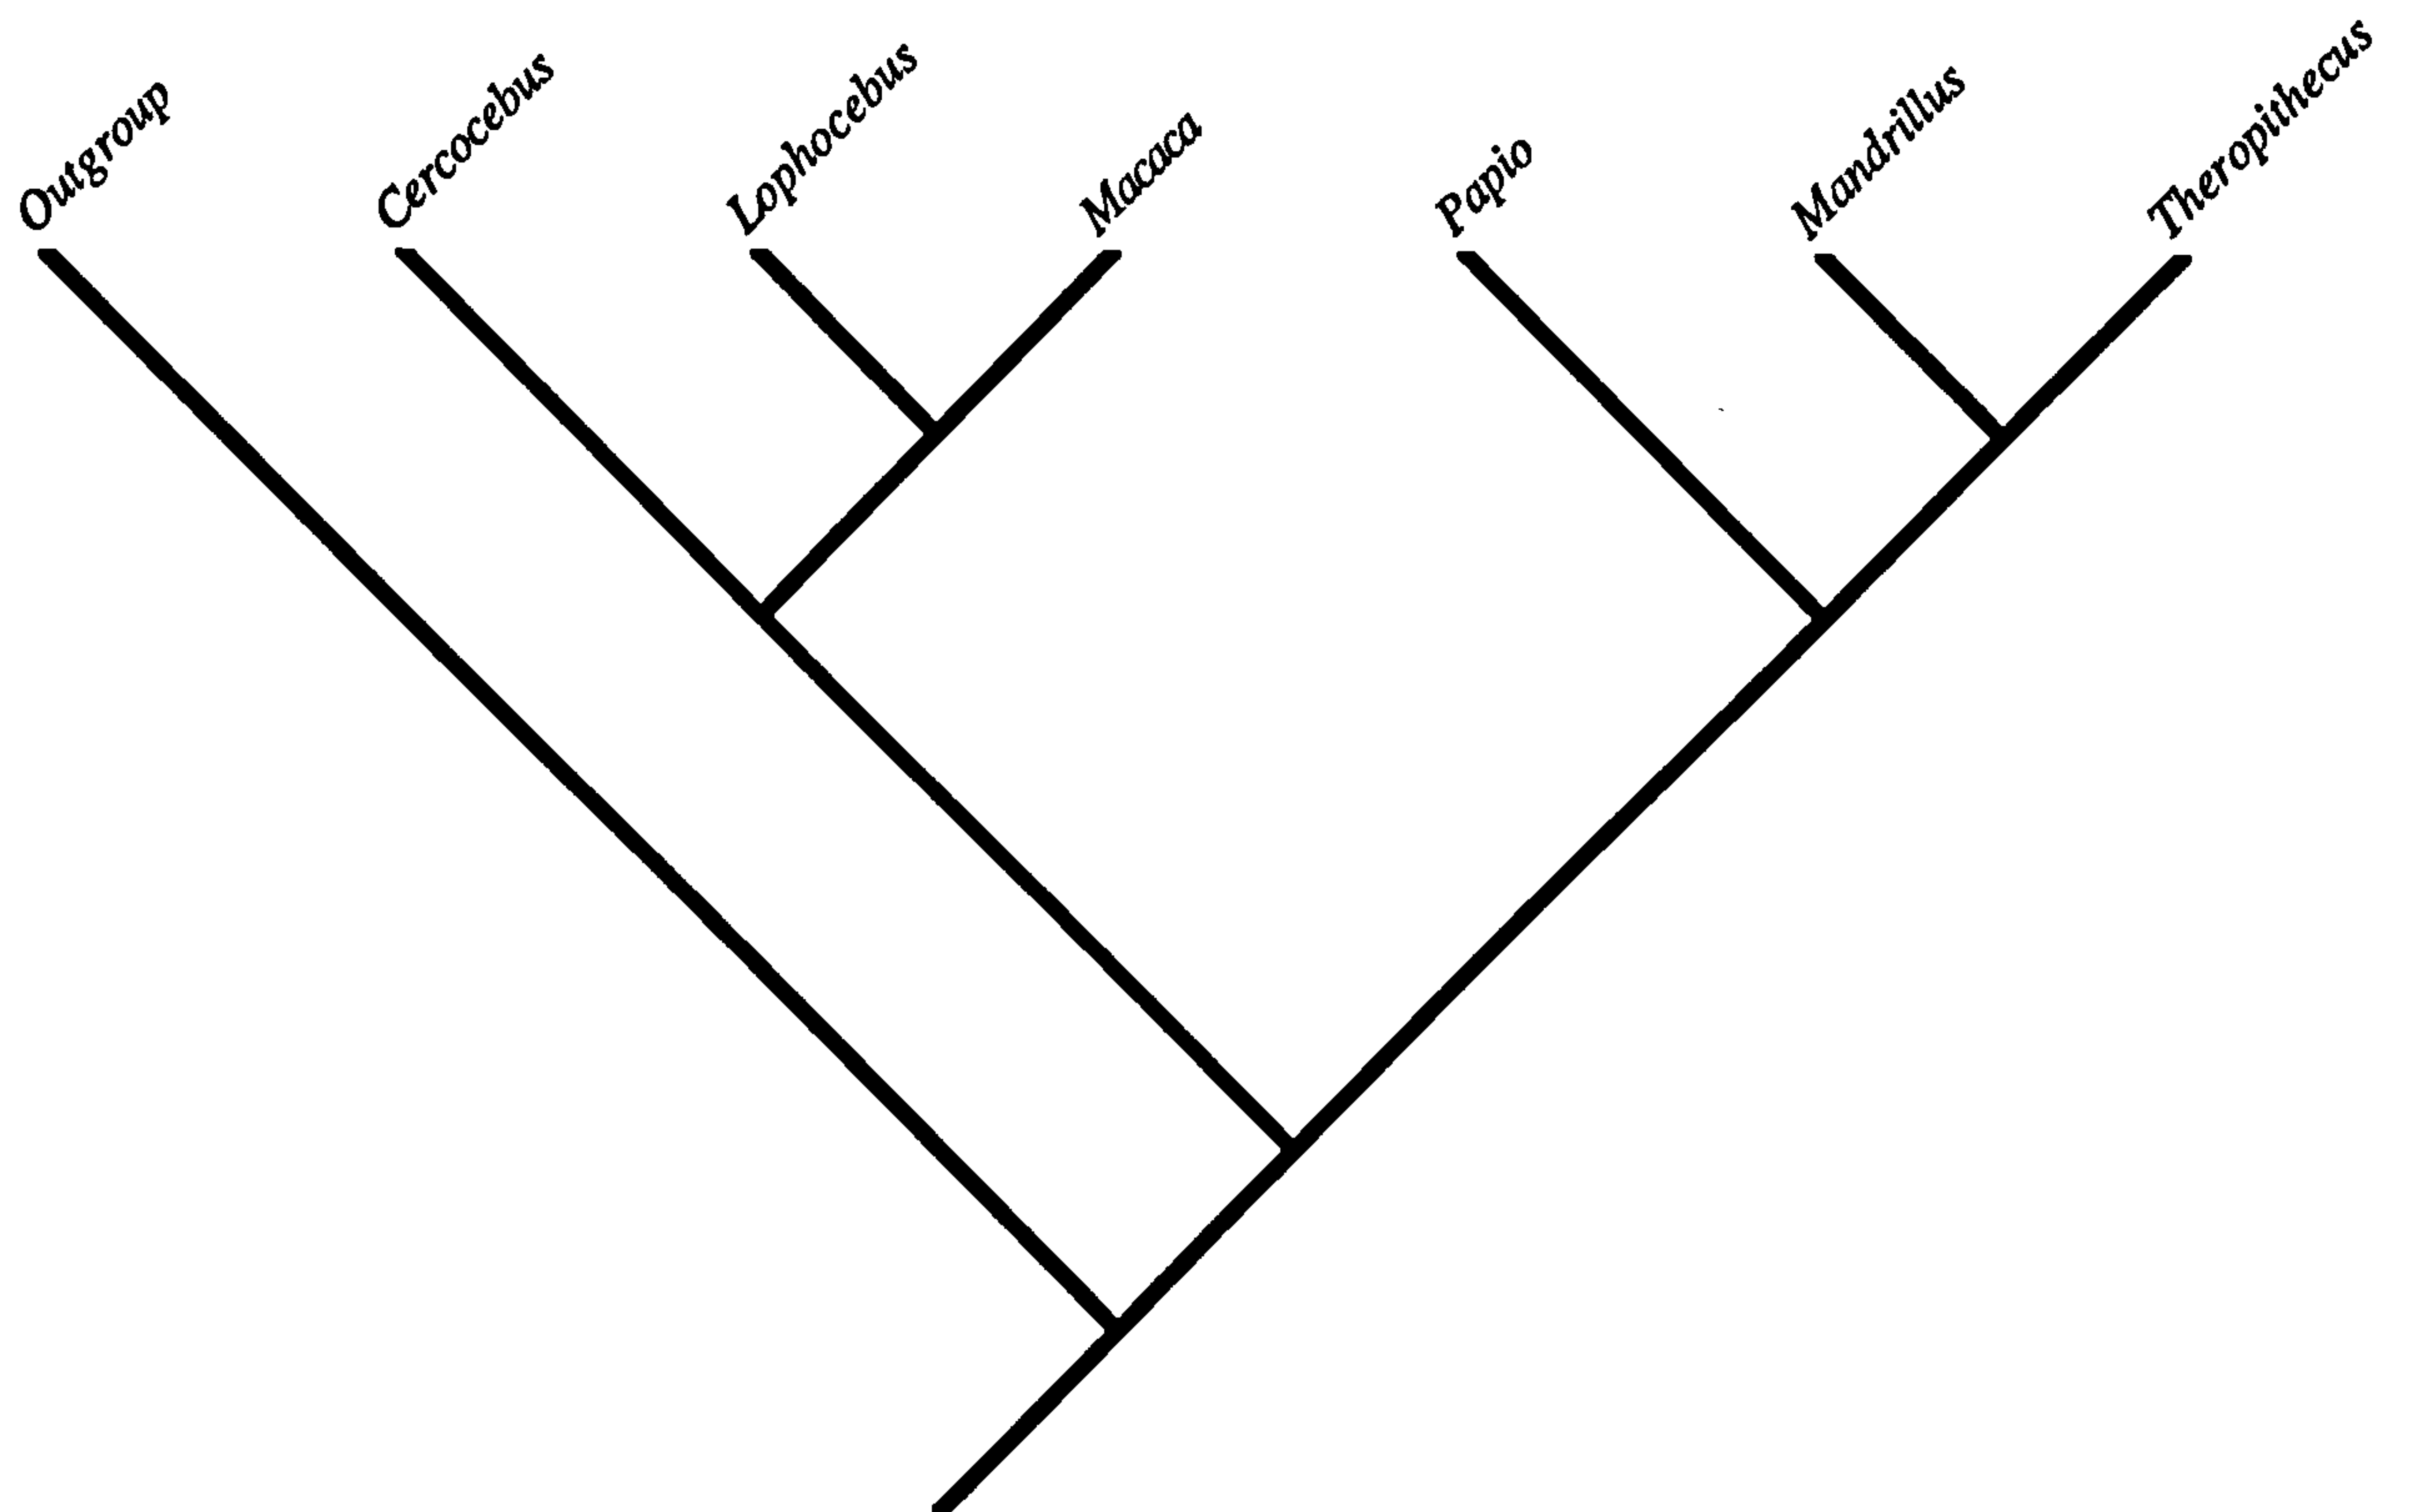 Outgroup
Cercocebus
Lophocebus
Macaca
Papio
Mandrillus
Theropithecus